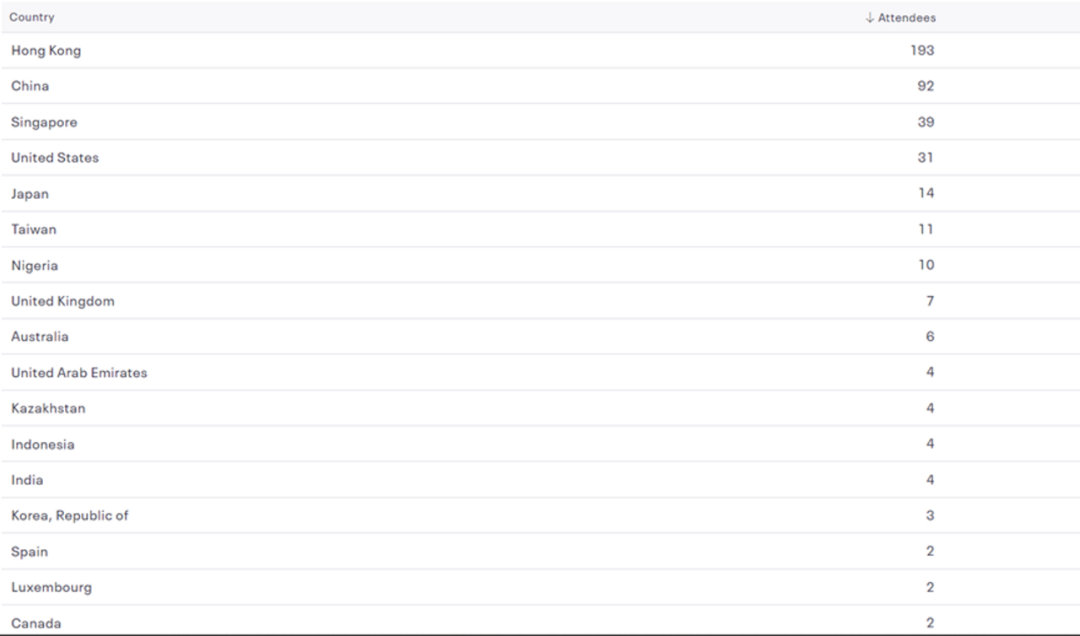 Country ↓ Attendees
Hong Kong 193
China 92
Singapore 39
United States 31
Japan 14
Taiwan 11
Nigeria 10
United Kingdom 7
Australia 6
United Arab Emirates 4
Kazakhstan 4
Indonesia 4
India 4
Korea, Republic of 3
Spain 2
Luxembourg 2
Canada 2